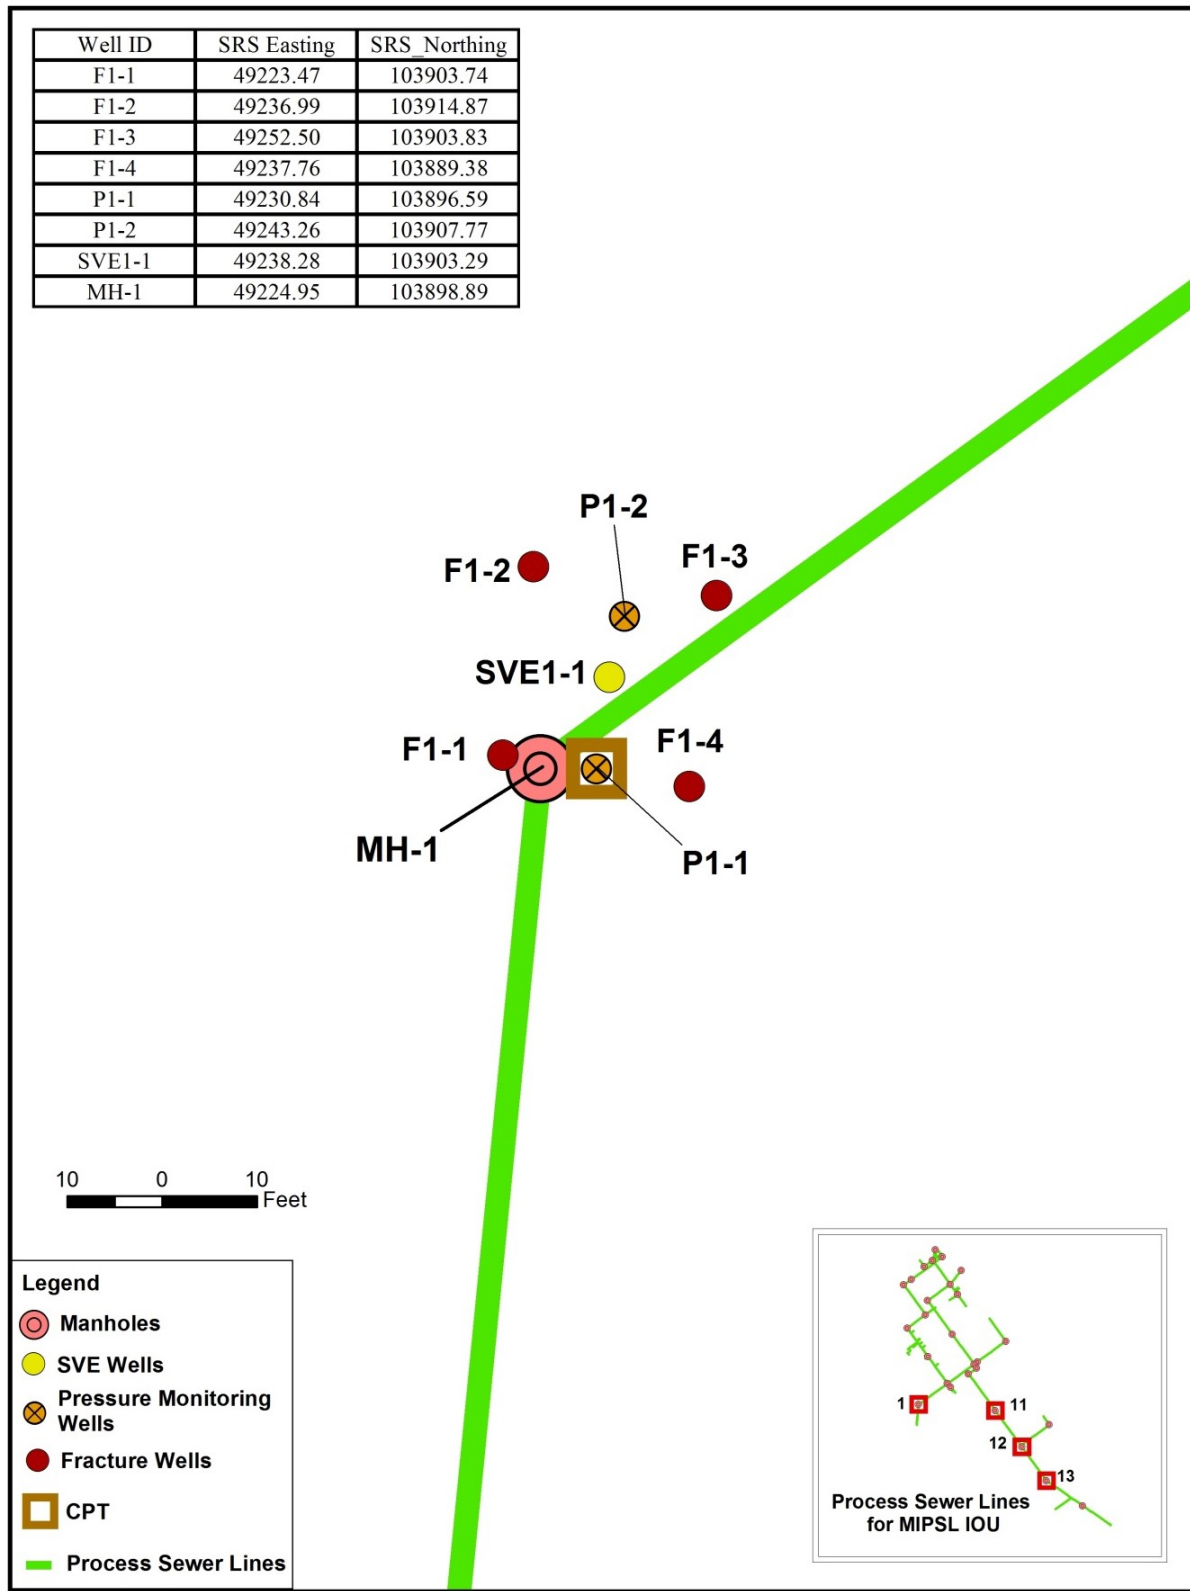 Well ID SRS Easting SRS_Northing
F1-1 49223.47 103903.74
F1-2 49236.99 103914.87
F1-3 49252.50 103903.83
F1-4 49237.76 103889.38
P1-1 49230.84 103896.59
P1-2 49243.26 103907.77
SVE1-1 49238.28 103903.29
MH-1 49224.95 103898.89
P1-2
F1-3
F1-2
SVE1-1
F1-4
F1-1
MH-1
P1-1
10 0 10
Feet
Legend
Manholes
SVE Wells
Pressure Monitoring
Wells
Fracture Wells
CPT
Process Sewer Lines
1
11
12
13
Process Sewer Lines
for MIPSL IOU